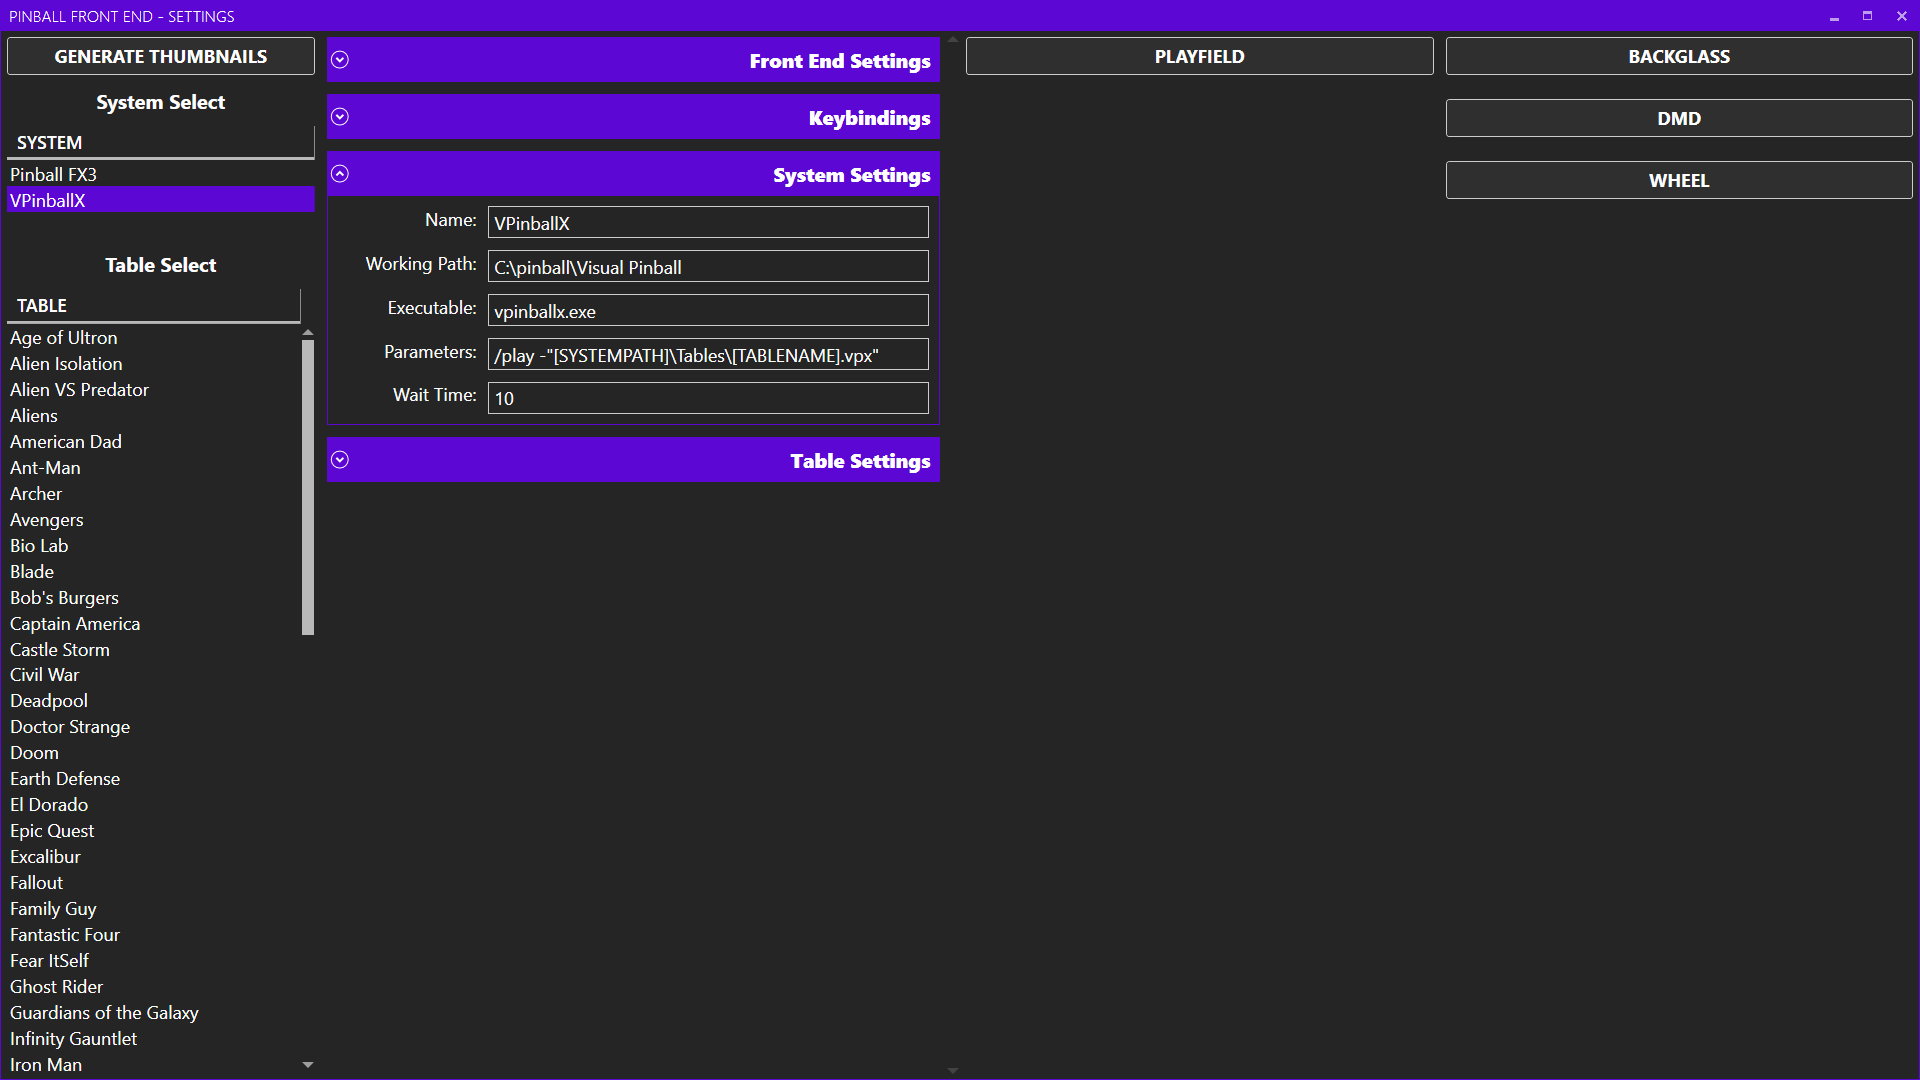 PINBALL FRONT END - SETTINGS
GENERATE THUMBNAILS
System Select
SYSTEM
Pinball FX3
VPinballX
Table Select
TABLE
Age of Ultron
Alien Isolation
Alien VS Predator
Aliens
American Dad
Ant-Man
Archer
Avengers
Bio Lab
Blade
Bob's Burgers
Captain America
Castle Storm
Civil War
Deadpool
Doctor Strange
Doom
Earth Defense
El Dorado
Epic Quest
Excalibur
Fallout
Family Guy
Fantastic Four
Fear ItSelf
Ghost Rider
Guardians of the Galaxy
Infinity Gauntlet
Iron Man
Front End Settings
Keybindings
System Settings
Name: VPinballX
Working Path: C:\pinball\Visual Pinball
Executable: vpinballx.exe
Parameters: /play -"[SYSTEMPATH]\Tables\[TABLENAME].vpx"
Wait Time: 10
Table Settings
PLAYFIELD
BACKGLASS
DMD
WHEEL